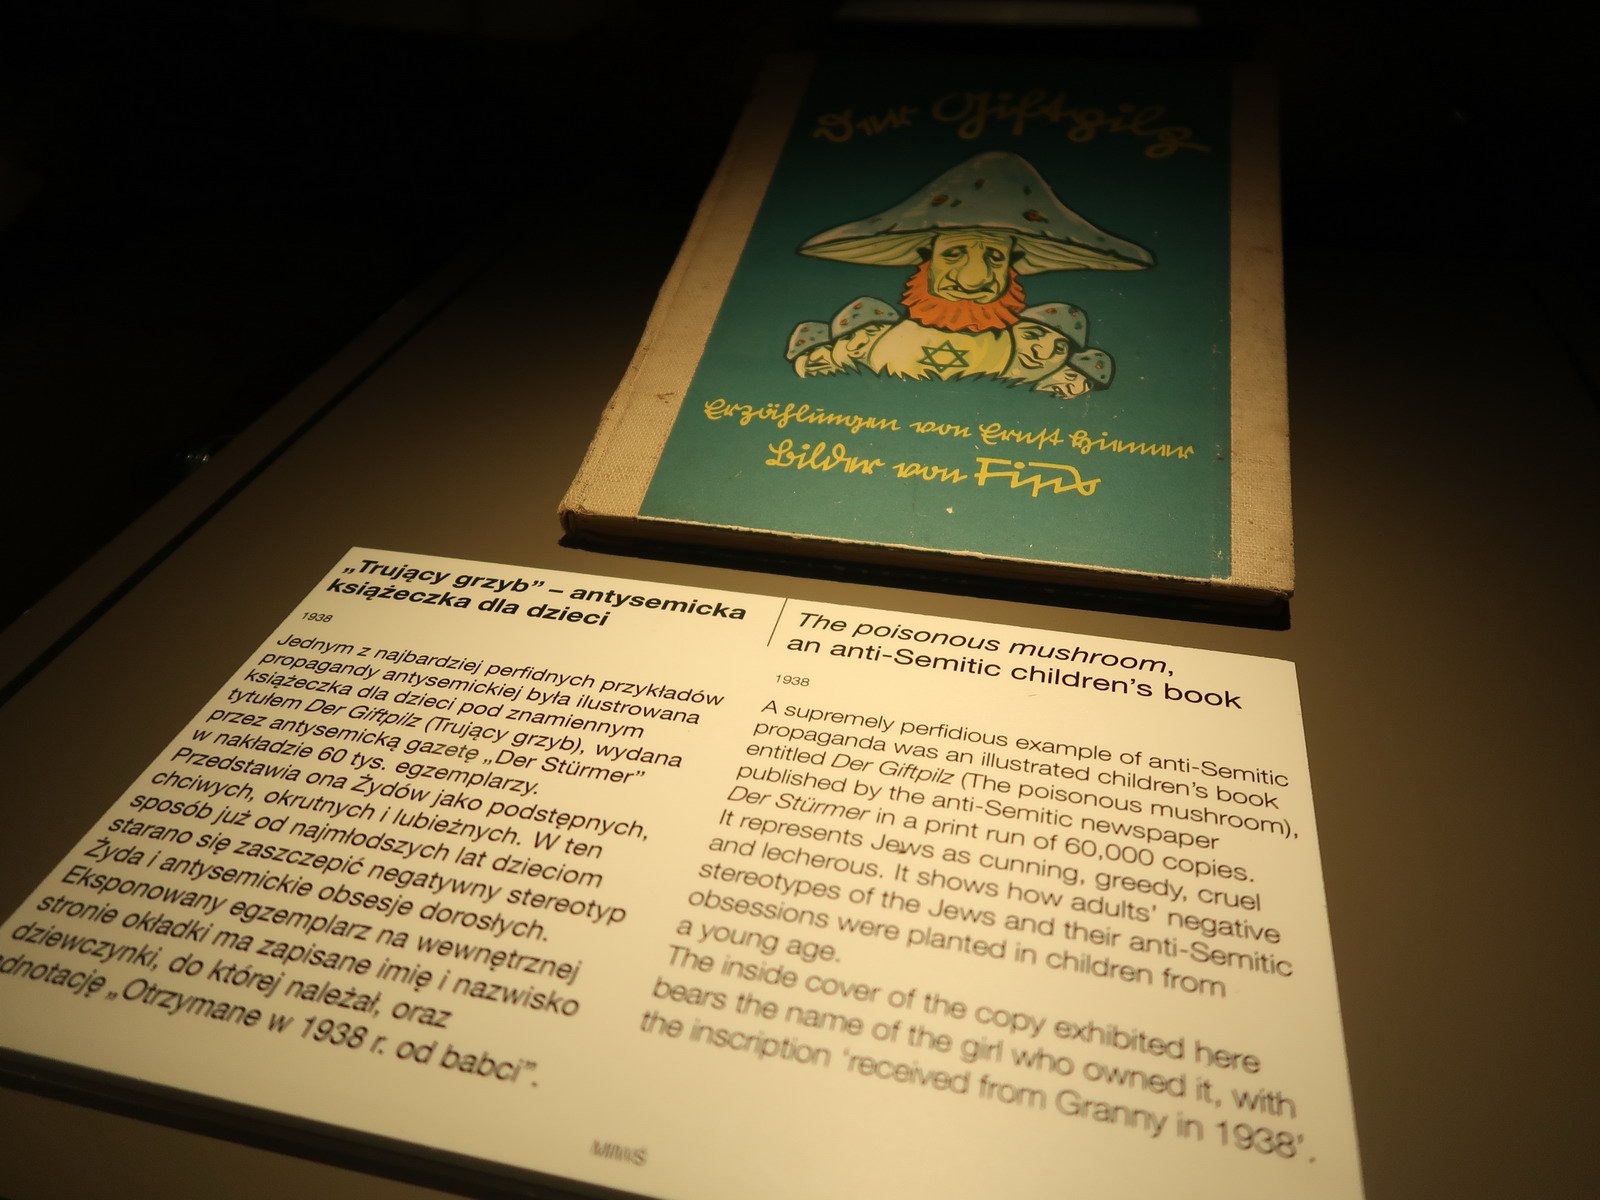 Der Giftpilz
Erzählungen von Ernst Hiemer
Bilder von Fips
„Trujący grzyb” – antysemicka
książeczka dla dzieci
1938
Jednym z najbardziej perfidnych przykładów
propagandy antysemickiej była ilustrowana
książeczka dla dzieci pod znamiennym
tytułem Der Giftpilz (Trujący grzyb), wydana
przez antysemicką gazetę „Der Stürmer”
w nakładzie 60 tys. egzemplarzy.
Przedstawia ona Żydów jako podstępnych,
chciwych, okrutnych i lubieżnych. W ten
sposób już od najmłodszych lat dzieciom
starano się zaszczepić negatywny stereotyp
Żyda i antysemickie obsesje dorosłych.
Eksponowany egzemplarz na wewnętrznej
stronie okładki ma zapisane imię i nazwisko
dziewczynki, do której należał, oraz
adnotację „Otrzymane w 1938 r. od babci”.
The poisonous mushroom,
an anti-Semitic children's book
1938
A supremely perfidious example of anti-Semitic
propaganda was an illustrated children's book
entitled Der Giftpilz (The poisonous mushroom),
published by the anti-Semitic newspaper
Der Stürmer in a print run of 60,000 copies.
It represents Jews as cunning, greedy, cruel
and lecherous. It shows how adults' negative
stereotypes of the Jews and their anti-Semitic
obsessions were planted in children from
a young age.
The inside cover of the copy exhibited here
bears the name of the girl who owned it, with
the inscription ‘received from Granny in 1938’.